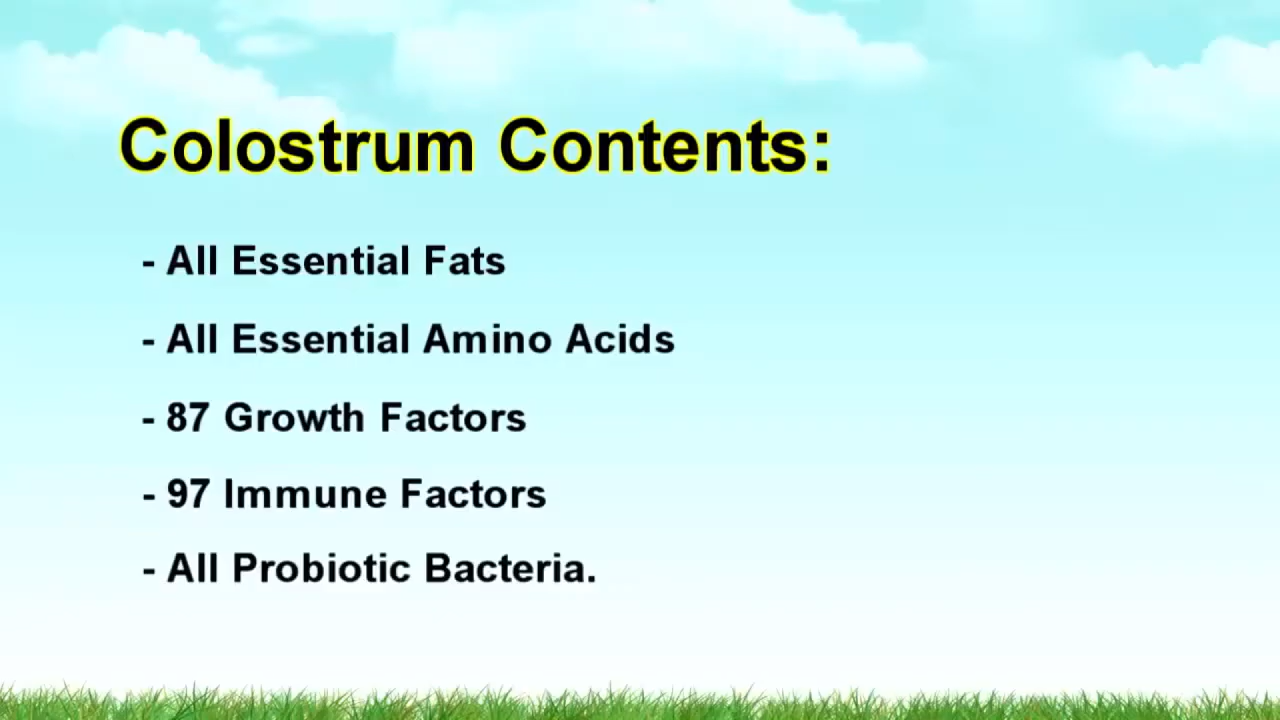 Colostrum Contents:
- All Essential Fats
- All Essential Amino Acids
- 87 Growth Factors
- 97 Immune Factors
- All Probiotic Bacteria.